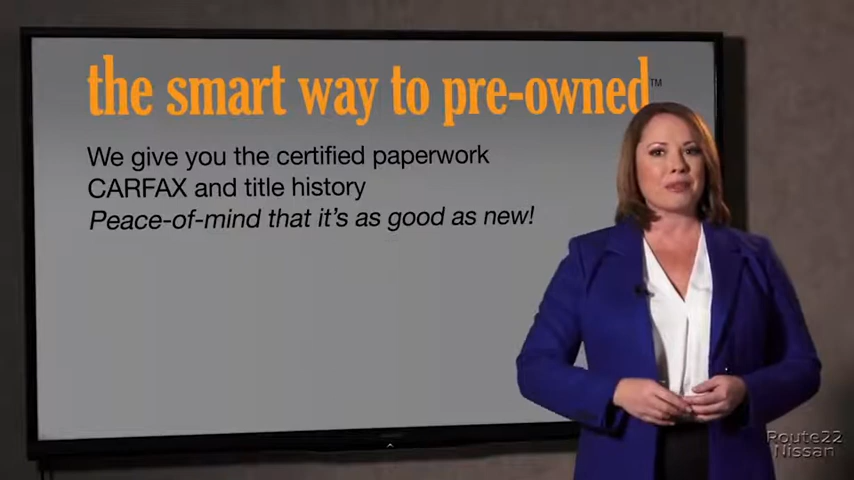 the smart way to pre-owned™
We give you the certified paperwork
CARFAX and title history
Peace-of-mind that it's as good as new!
Route22
Nissan